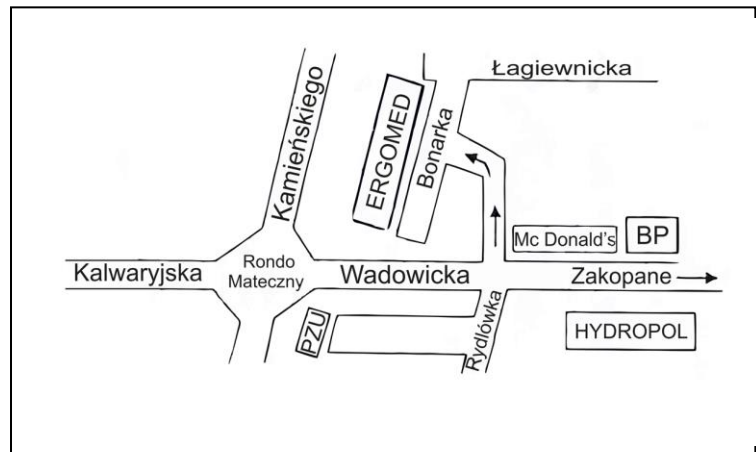 Łagiewnicka
Kamieńskiego
ERGOMED
Bonarka
Mc Donald's
BP
Kalwaryjska
Rondo
Mateczny
Wadowicka
Zakopane
PZU
Rydlówka
HYDROPOL